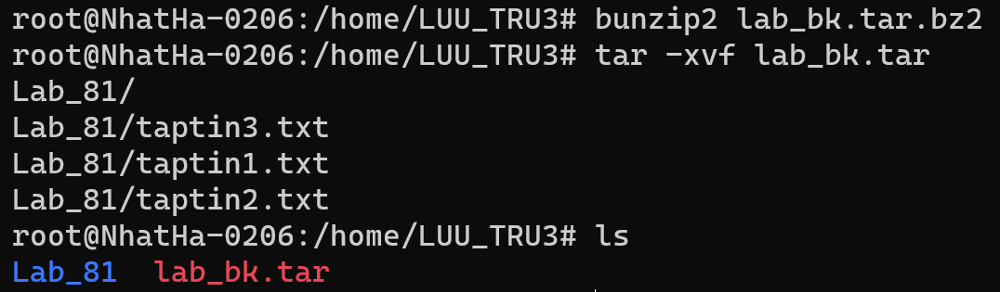 root@NhatHa-0206:/home/LUU_TRU3# bunzip2 lab_bk.tar.bz2
root@NhatHa-0206:/home/LUU_TRU3# tar -xvf lab_bk.tar
Lab_81/
Lab_81/taptin3.txt
Lab_81/taptin1.txt
Lab_81/taptin2.txt
root@NhatHa-0206:/home/LUU_TRU3# ls
Lab_81  lab_bk.tar